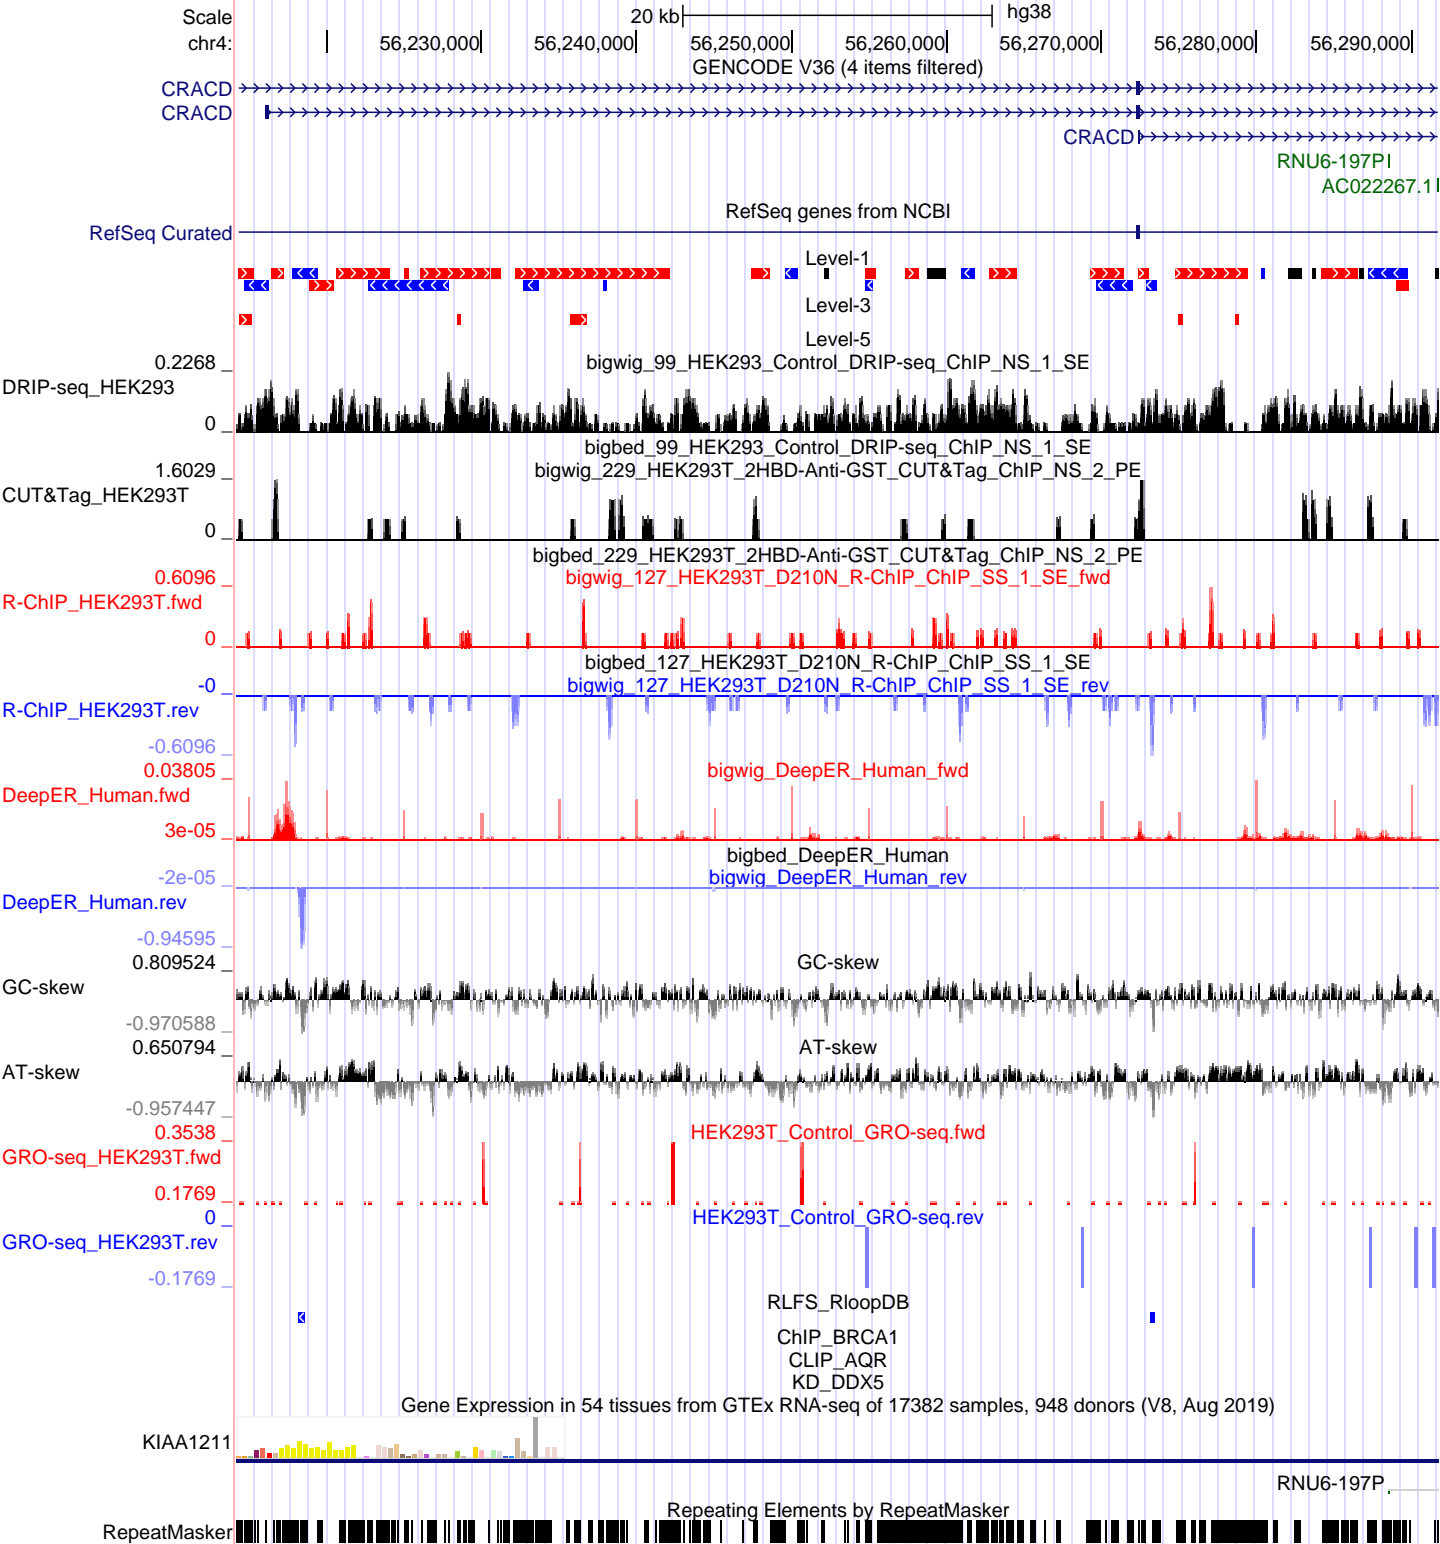 Scale 20 kb hg38
chr4: 56,230,000 56,240,000 56,250,000 56,260,000 56,270,000 56,280,000 56,290,000
GENCODE V36 (4 items filtered)
CRACD
CRACD
CRACD
RNU6-197P
AC022267.1
RefSeq genes from NCBI
RefSeq Curated
Level-1
Level-3
Level-5
0.2268 bigwig_99_HEK293_Control_DRIP-seq_ChIP_NS_1_SE
DRIP-seq_HEK293
0
bigbed_99_HEK293_Control_DRIP-seq_ChIP_NS_1_SE
1.6029 bigwig_229_HEK293T_2HBD-Anti-GST_CUT&Tag_ChIP_NS_2_PE
CUT&Tag_HEK293T
0
bigbed_229_HEK293T_2HBD-Anti-GST_CUT&Tag_ChIP_NS_2_PE
0.6096 bigwig_127_HEK293T_D210N_R-ChIP_ChIP_SS_1_SE_fwd
R-ChIP_HEK293T.fwd
0
bigbed_127_HEK293T_D210N_R-ChIP_ChIP_SS_1_SE
-0 bigwig_127_HEK293T_D210N_R-ChIP_ChIP_SS_1_SE_rev
R-ChIP_HEK293T.rev
-0.6096
0.03805 bigwig_DeepER_Human_fwd
DeepER_Human.fwd
3e-05
bigbed_DeepER_Human
-2e-05 bigwig_DeepER_Human_rev
DeepER_Human.rev
-0.94595
0.809524 GC-skew
GC-skew
-0.970588
0.650794 AT-skew
AT-skew
-0.957447
0.3538 HEK293T_Control_GRO-seq.fwd
GRO-seq_HEK293T.fwd
0.1769
0 HEK293T_Control_GRO-seq.rev
GRO-seq_HEK293T.rev
-0.1769
RLFS_RloopDB
ChIP_BRCA1
CLIP_AQR
KD_DDX5
Gene Expression in 54 tissues from GTEx RNA-seq of 17382 samples, 948 donors (V8, Aug 2019)
KIAA1211
RNU6-197P
Repeating Elements by RepeatMasker
RepeatMasker